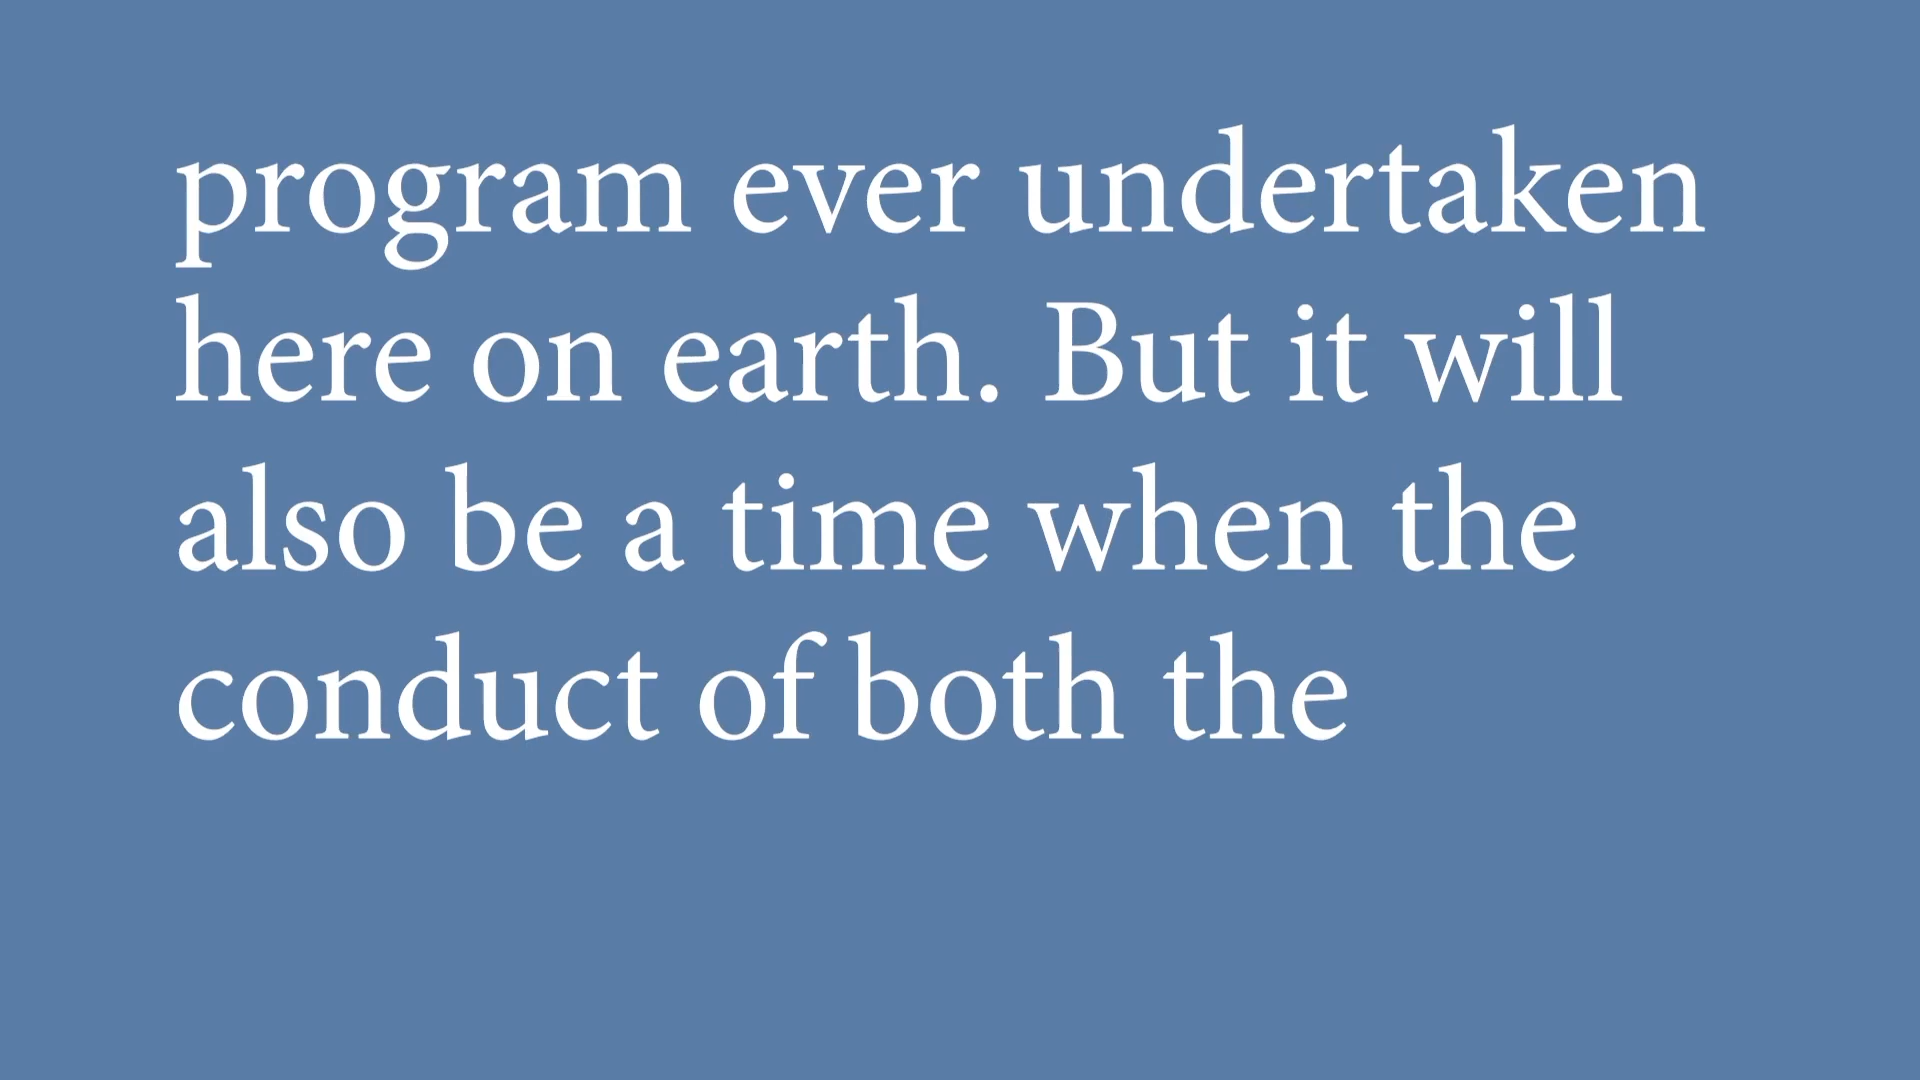 program ever undertaken
here on earth. But it will
also be a time when the
conduct of both the